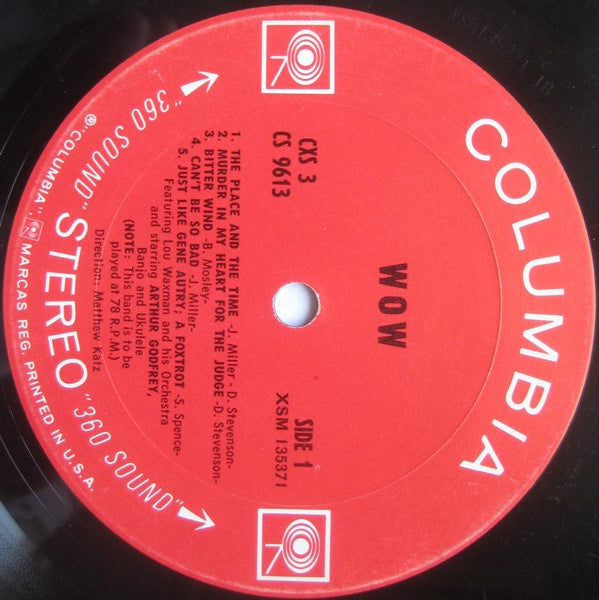 COLUMBIA
WOW
CXS 3
CS 9613
SIDE 1
XSM 135371
1. THE PLACE AND THE TIME -J. Miller - D. Stevenson-
2. MURDER IN MY HEART FOR THE JUDGE -D. Stevenson-
3. BITTER WIND -B. Mosley-
4. CAN'T BE SO BAD -J. Miller-
5. JUST LIKE GENE AUTRY; A FOXTROT -S. Spence-
Featuring Lou Waxman and his Orchestra
and starring ARTHUR GODFREY,
Banjo and Ukulele
(NOTE: This band is to be
played at 78 R.P.M.)
Direction: Matthew Katz
"360 SOUND" STEREO "360 SOUND"
® "COLUMBIA", MARCAS REG. PRINTED IN U.S.A.